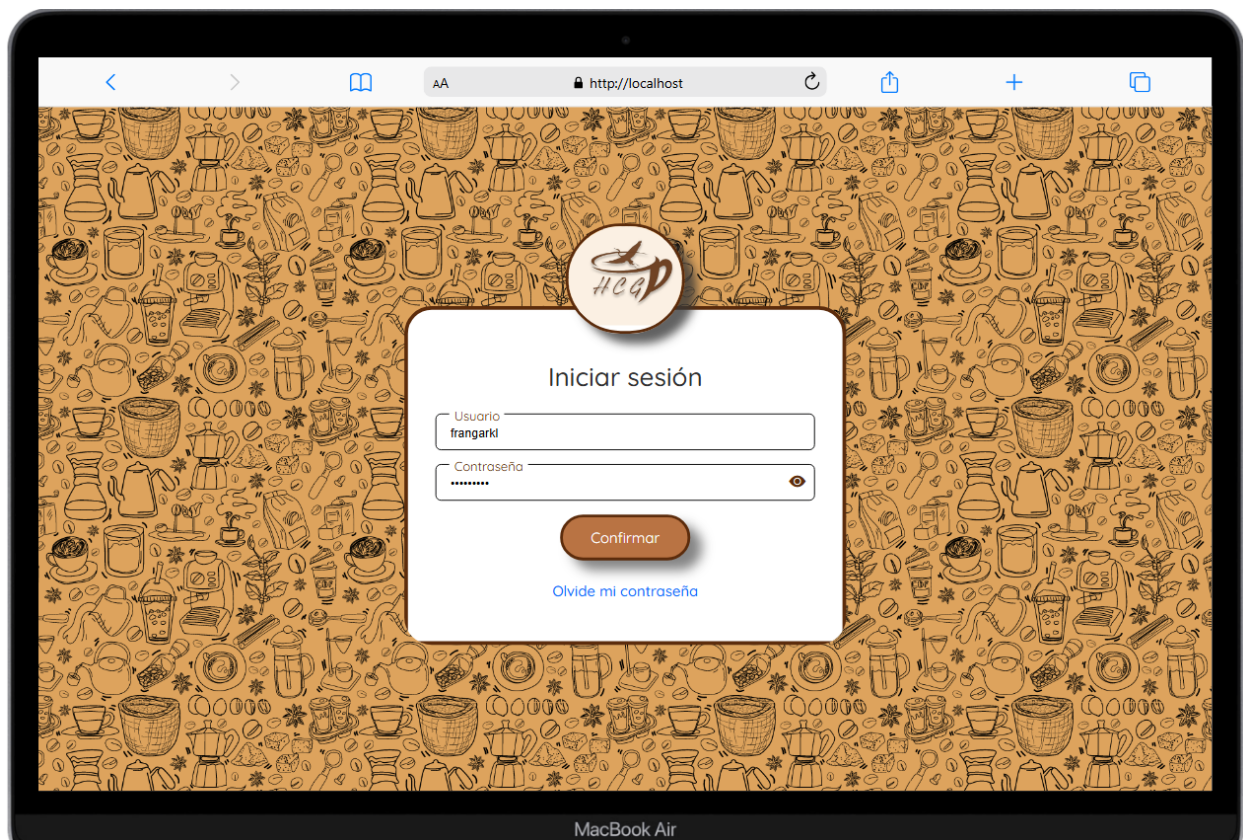 AA
http://localhost
HCG
Iniciar sesión
Usuario
frangarkl
Contraseña
•••••••••
Confirmar
Olvide mi contraseña
MacBook Air